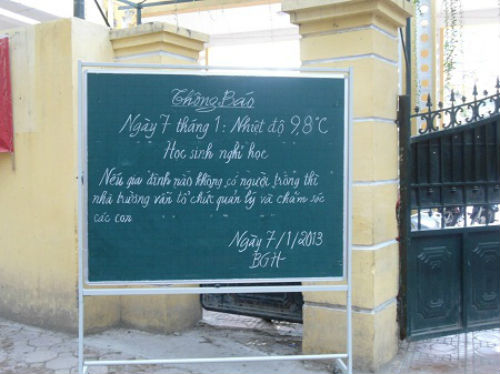 Thông Báo
Ngày 7 tháng 1: Nhiệt độ 9,8°C
Học sinh nghỉ học
Nếu gia đình nào không có người trông thì
nhà trường vẫn tổ chức quản lý và chăm sóc
các con
Ngày 7/1/2013
BGH